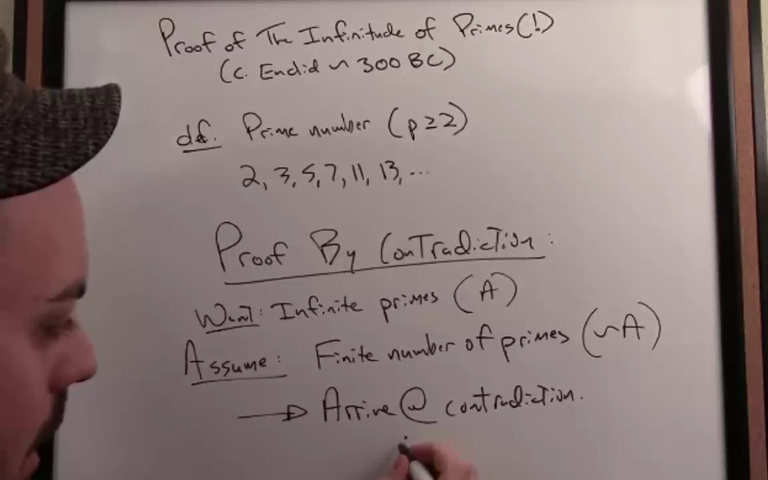 Proof of The Infinitude of Primes(!)
(c. Euclid ~ 300 BC)
df. Prime number (p≥2)
2, 3, 5, 7, 11, 13, ...
Proof By Contradiction:
Want: Infinite primes (A)
Assume: Finite number of primes (~A)
→ Arrive @ contradiction.